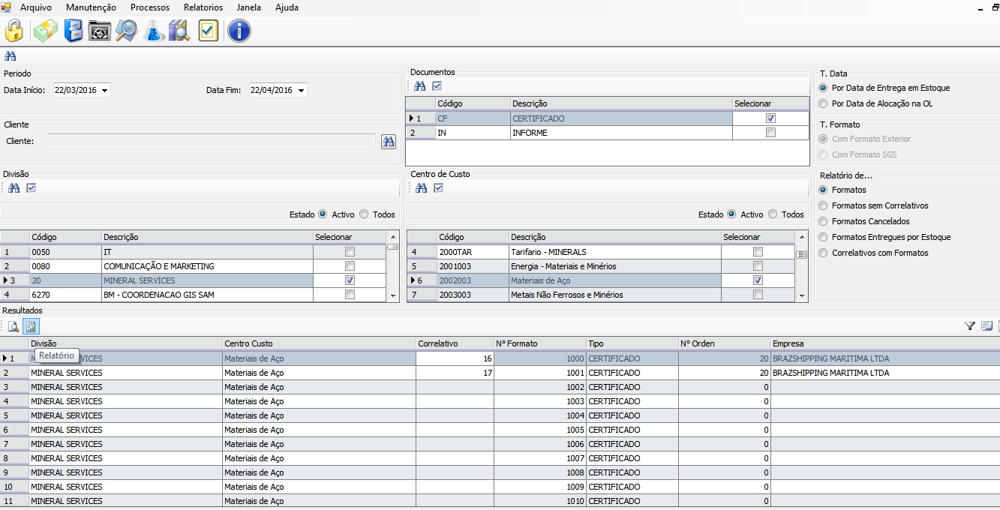 Arquivo Manutenção Processos Relatorios Janela Ajuda
Periodo
Data Início: 22/03/2016 Data Fim: 22/04/2016
Cliente
Cliente:
Documentos
Código Descrição Selecionar
1 CF CERTIFICADO
2 IN INFORME
T. Data
Por Data de Entrega em Estoque
Por Data de Alocação na OL
T. Formato
Com Formato Exterior
Com Formato SGS
Divisão
Estado Activo Todos
Código Descrição Selecionar
1 0050 IT
2 0080 COMUNICAÇÃO E MARKETING
3 20 MINERAL SERVICES
4 6270 BM - COORDENACAO GIS SAM
Centro de Custo
Estado Activo Todos
Código Descrição Selecionar
4 2000TAR Tarifario - MINERALS
5 2001003 Energia - Materiais e Minérios
6 2002003 Materiais de Aço
7 2003003 Metais Não Ferrosos e Minérios
Relatório de...
Formatos
Formatos sem Correlativos
Formatos Cancelados
Formatos Entregues por Estoque
Correlativos com Formatos
Resultados
Divisão Centro Custo Correlativo Nº Formato Tipo Nº Orden Empresa
Relatório
1 M SERVICES Materiais de Aço 16 1000 CERTIFICADO 20 BRAZSHIPPING MARITIMA LTDA
2 MINERAL SERVICES Materiais de Aço 17 1001 CERTIFICADO 20 BRAZSHIPPING MARITIMA LTDA
3 MINERAL SERVICES Materiais de Aço 1002 CERTIFICADO 0
4 MINERAL SERVICES Materiais de Aço 1003 CERTIFICADO 0
5 MINERAL SERVICES Materiais de Aço 1004 CERTIFICADO 0
6 MINERAL SERVICES Materiais de Aço 1005 CERTIFICADO 0
7 MINERAL SERVICES Materiais de Aço 1006 CERTIFICADO 0
8 MINERAL SERVICES Materiais de Aço 1007 CERTIFICADO 0
9 MINERAL SERVICES Materiais de Aço 1008 CERTIFICADO 0
10 MINERAL SERVICES Materiais de Aço 1009 CERTIFICADO 0
11 MINERAL SERVICES Materiais de Aço 1010 CERTIFICADO 0